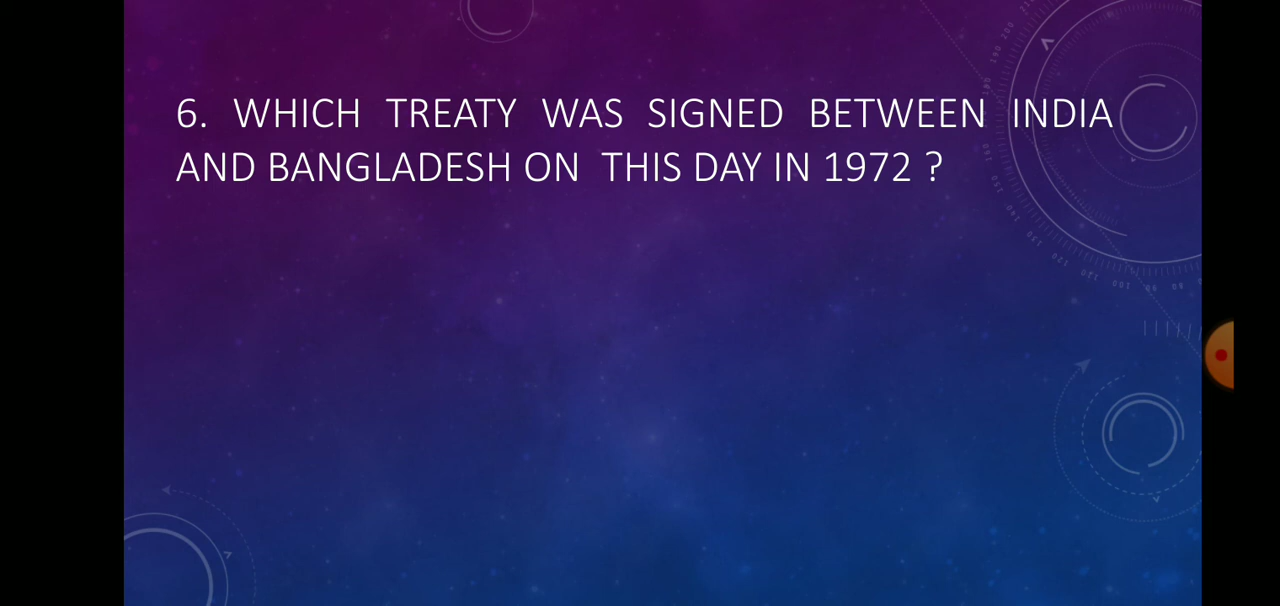 6. WHICH TREATY WAS SIGNED BETWEEN INDIA
AND BANGLADESH ON THIS DAY IN 1972 ?